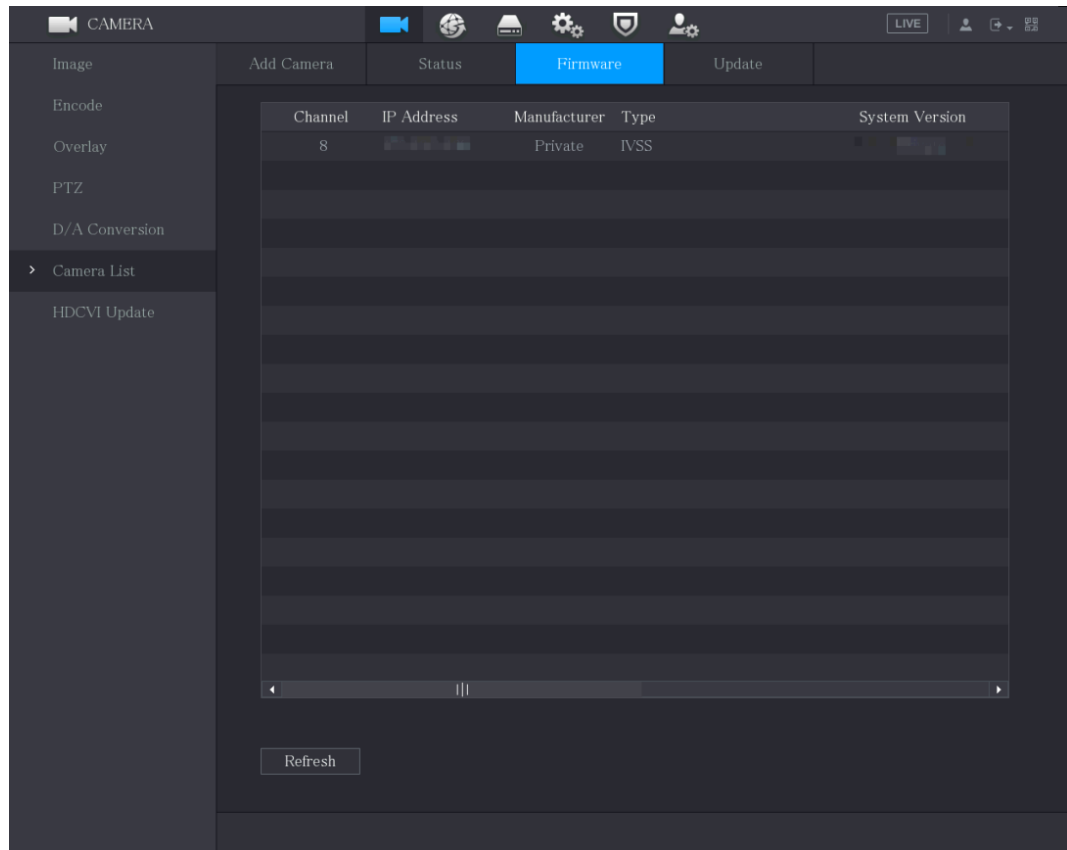 CAMERA LIVE
Image
Encode
Overlay
PTZ
D/A Conversion
Camera List
HDCVI Update
Add Camera Status Firmware Update
Channel IP Address Manufacturer Type System Version
8 Private IVSS
Refresh